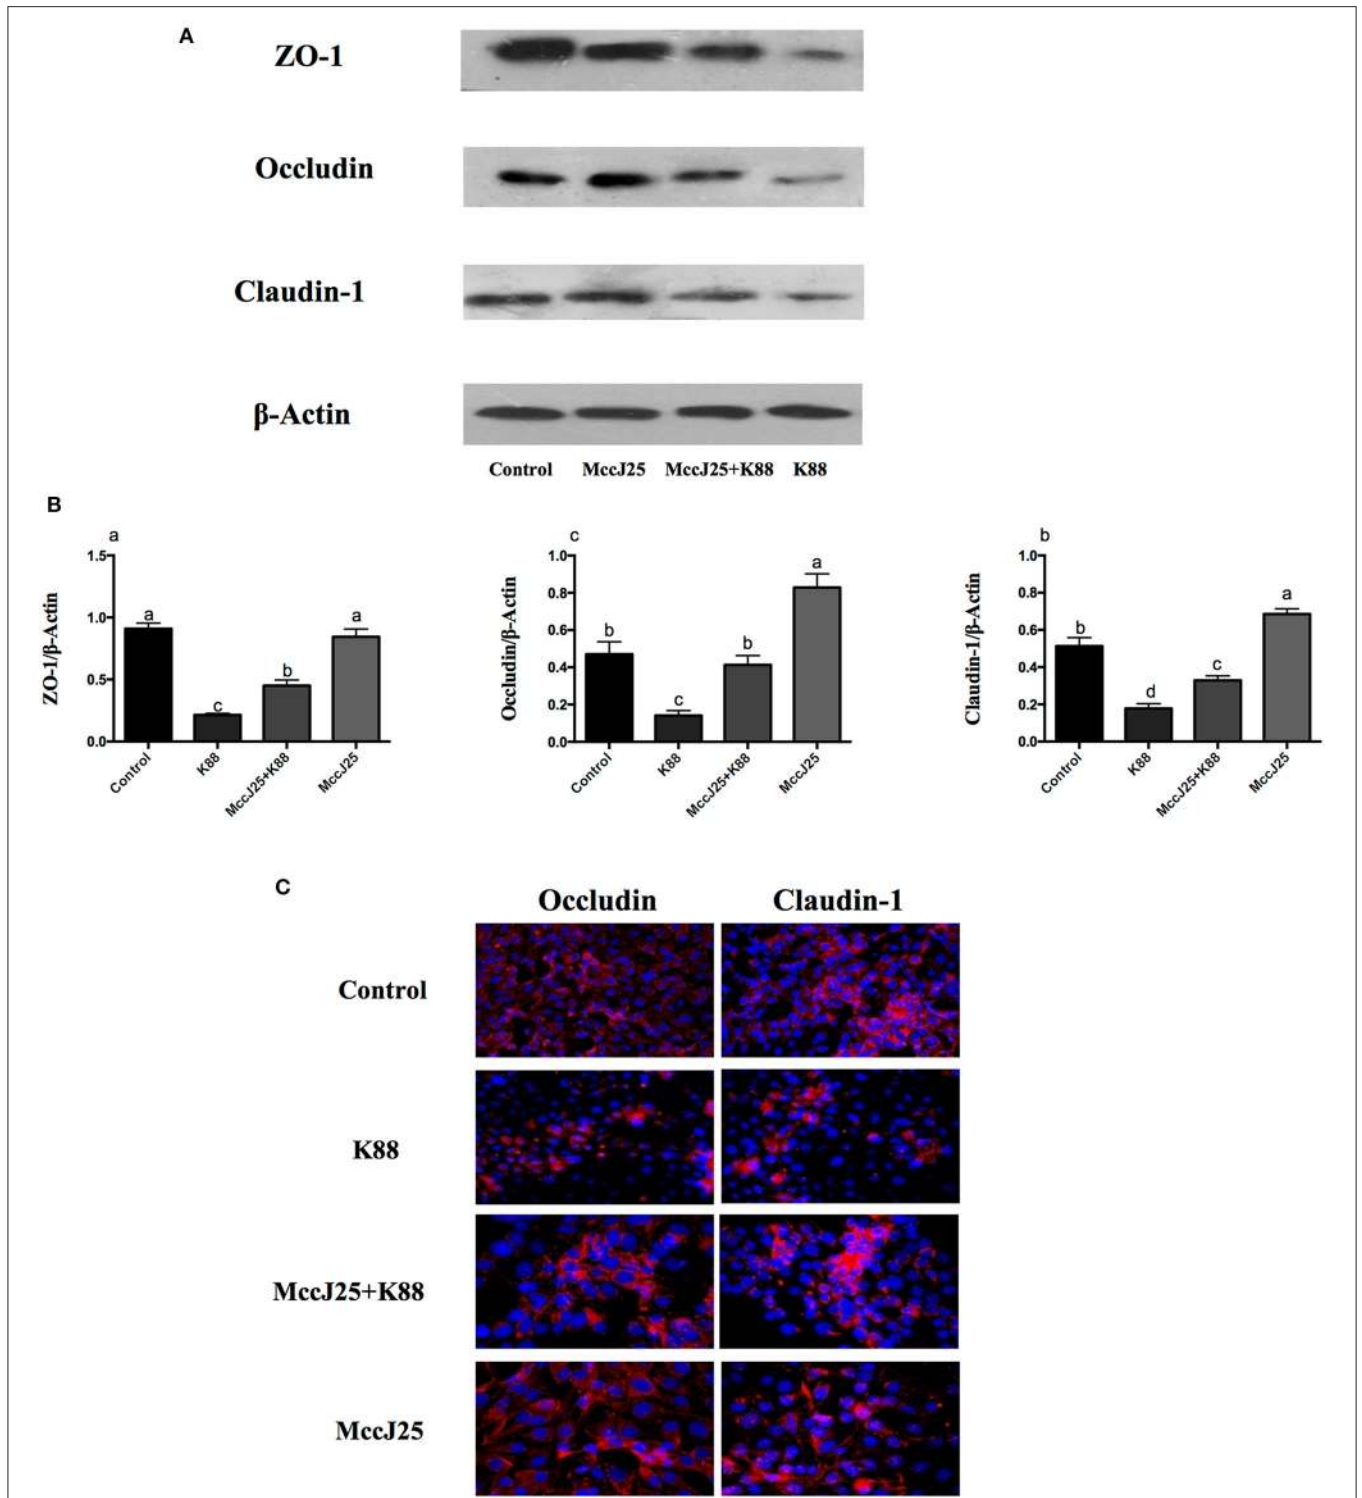 A
ZO-1
Occludin
Claudin-1
β-Actin
Control MccJ25 MccJ25+K88 K88
B
a
1.5
1.0
0.5
0.0
ZO-1/β-Actin
a
c
b
a
Control
K88
MccJ25+K88
MccJ25
c
1.0
0.8
0.6
0.4
0.2
0.0
Occludin/β-Actin
b
c
b
a
Control
K88
MccJ25+K88
MccJ25
b
1.0
0.8
0.6
0.4
0.2
0.0
Claudin-1/β-Actin
b
d
c
a
Control
K88
MccJ25+K88
MccJ25
C
Occludin Claudin-1
Control
K88
MccJ25+K88
MccJ25